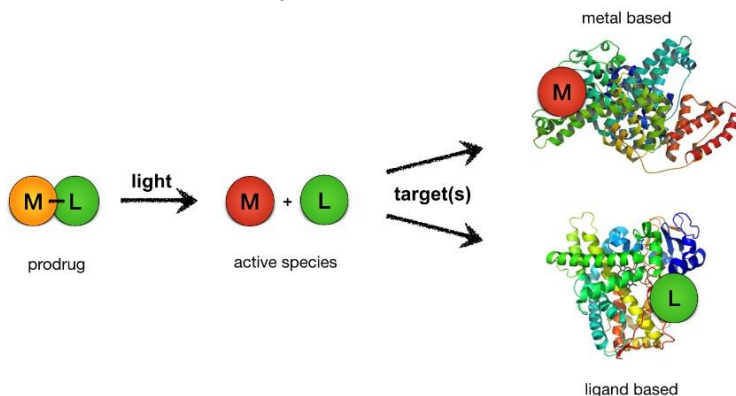 metal based
M
M
L
light
M
+
L
target(s)
prodrug
active species
L
ligand based